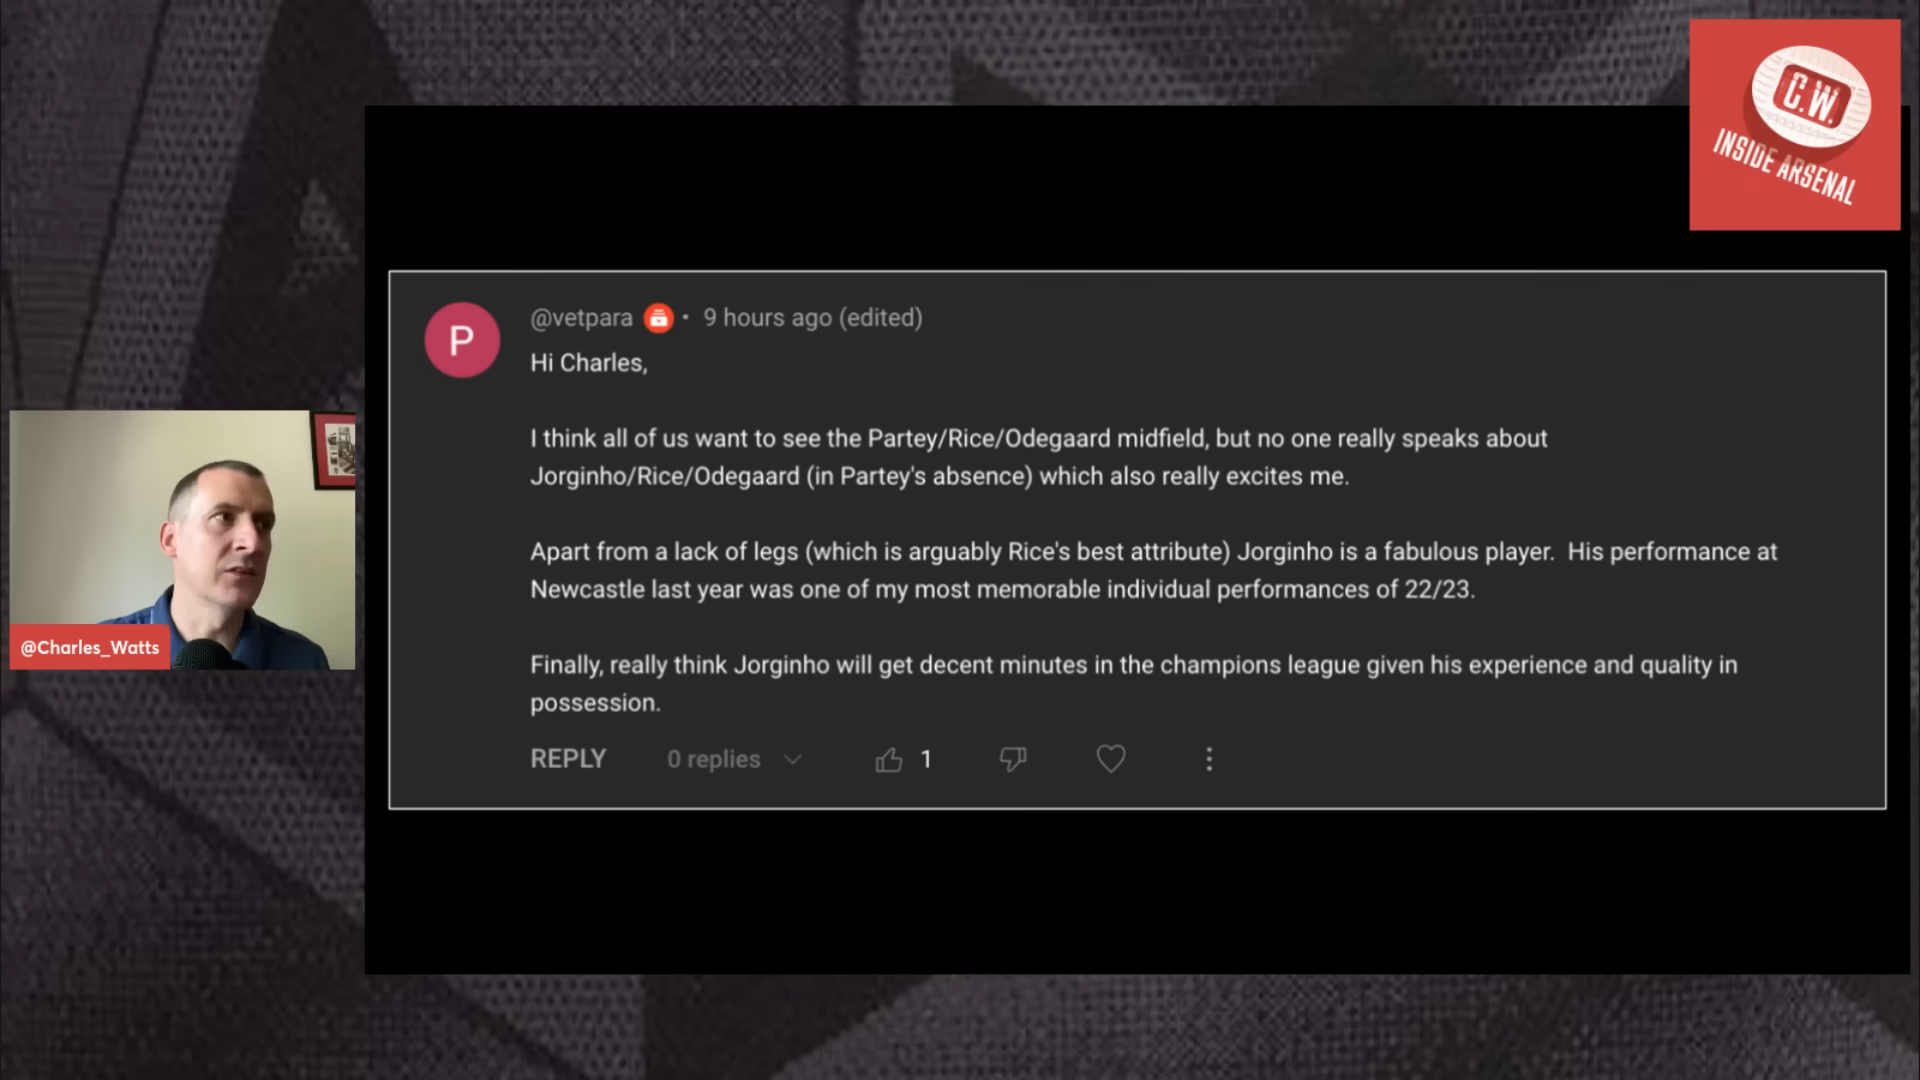 C.W.
INSIDE ARSENAL
@vetpara • 9 hours ago (edited)
Hi Charles,
I think all of us want to see the Partey/Rice/Odegaard midfield, but no one really speaks about
Jorginho/Rice/Odegaard (in Partey's absence) which also really excites me.
Apart from a lack of legs (which is arguably Rice's best attribute) Jorginho is a fabulous player.  His performance at
Newcastle last year was one of my most memorable individual performances of 22/23.
Finally, really think Jorginho will get decent minutes in the champions league given his experience and quality in
possession.
REPLY 0 replies 1
P
@Charles_Watts